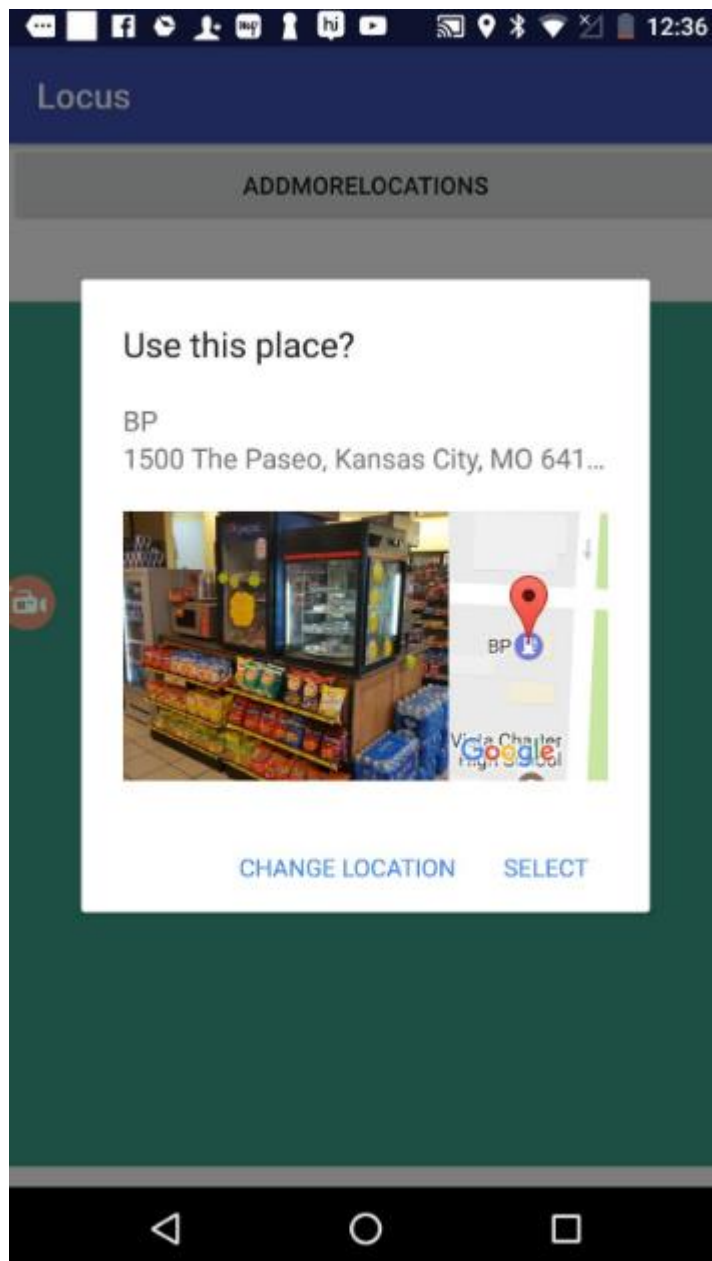 12:36
Locus
ADDMORELOCATIONS
Use this place?
BP
1500 The Paseo, Kansas City, MO 641...
BP
Google
CHANGE LOCATION
SELECT